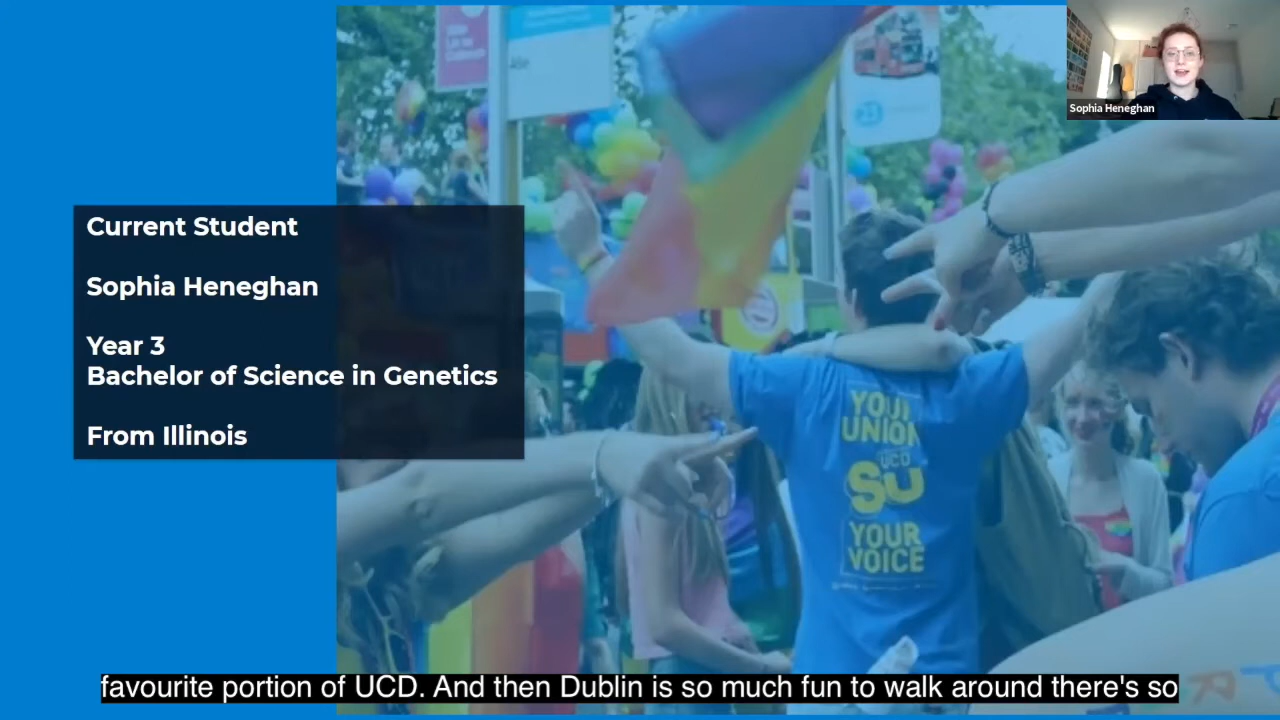 Sophia Heneghan
Current Student
Sophia Heneghan
Year 3
Bachelor of Science in Genetics
From Illinois
YOUR
UNION
UCD
SU
YOUR
VOICE
favourite portion of UCD. And then Dublin is so much fun to walk around there's so